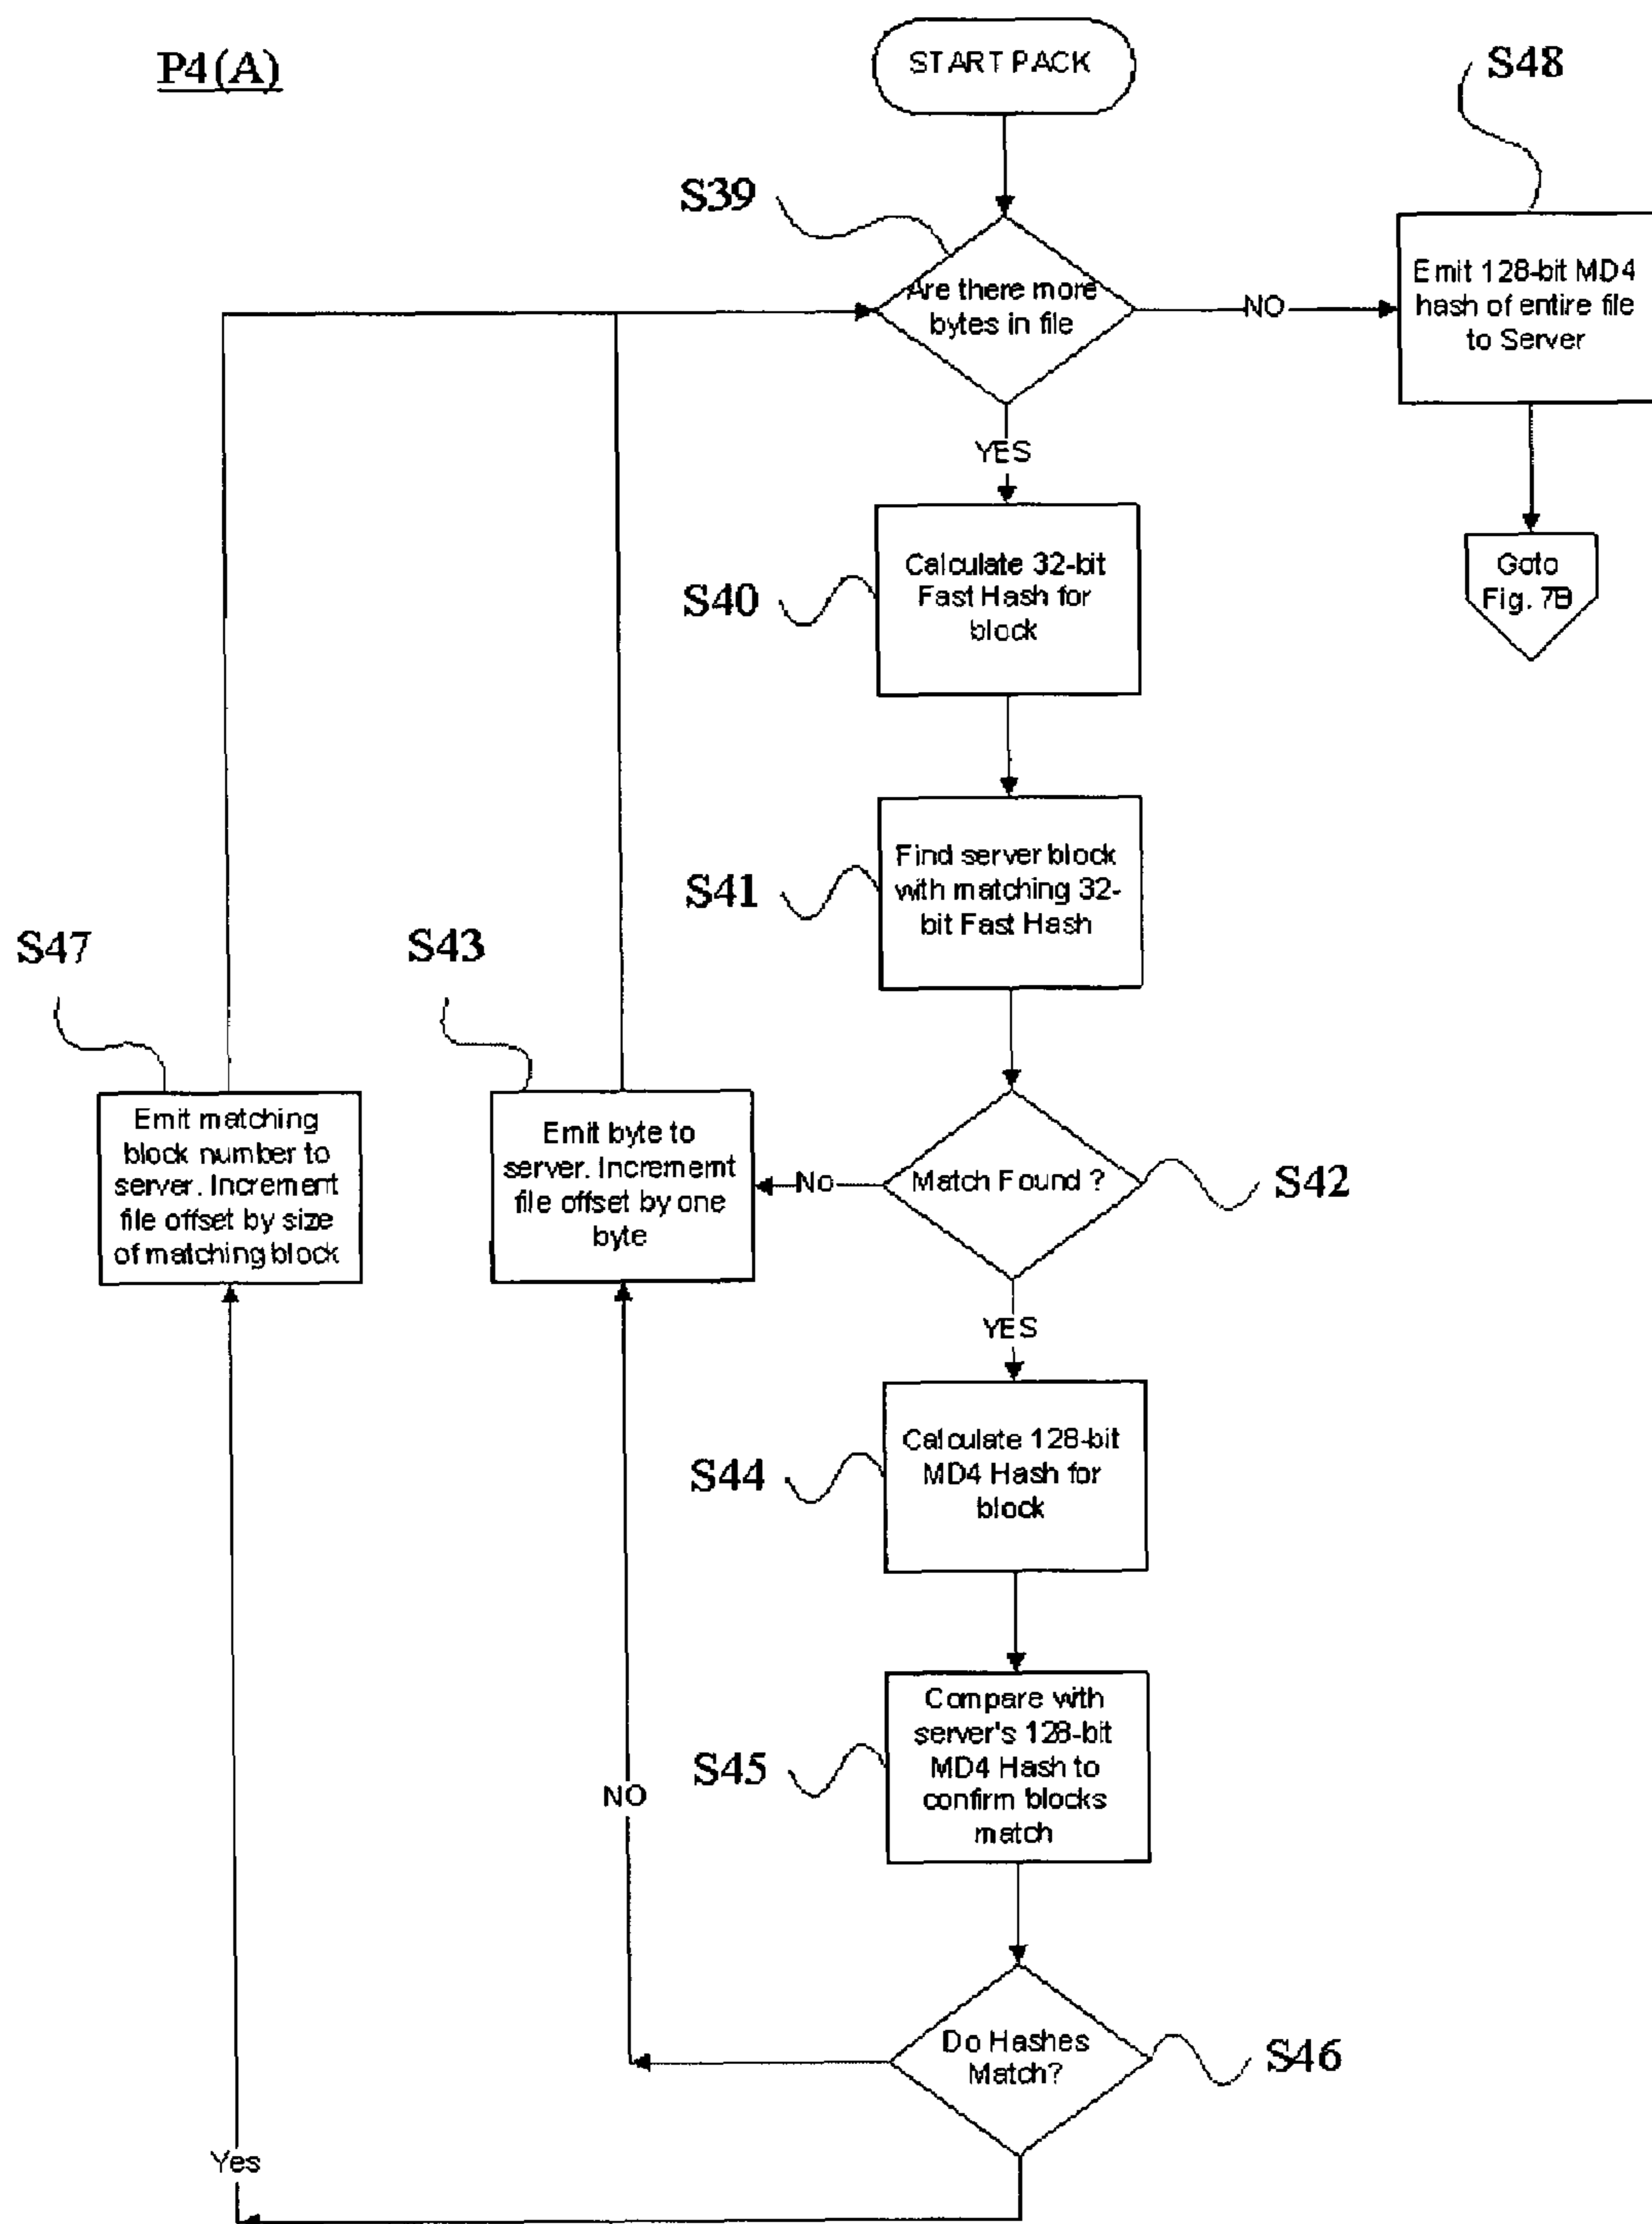 P4(A)
START PACK
S48
S39
Are there more
bytes in file
NO
Emit 128-bit MD4
hash of entire file
to Server
YES
Goto
Fig. 7B
S40
Calculate 32-bit
Fast Hash for
block
S41
Find server block
with matching 32-
bit Fast Hash
S47
S43
Emit matching
block number to
server. Increment
file offset by size
of matching block
Emit byte to
server. Incrememt
file offset by one
byte
No
Match Found ?
S42
YES
S44
Calculate 128-bit
MD4 Hash for
block
S45
Compare with
server's 128-bit
MD4 Hash to
confirm blocks
match
NO
Do Hashes
Match?
S46
Yes